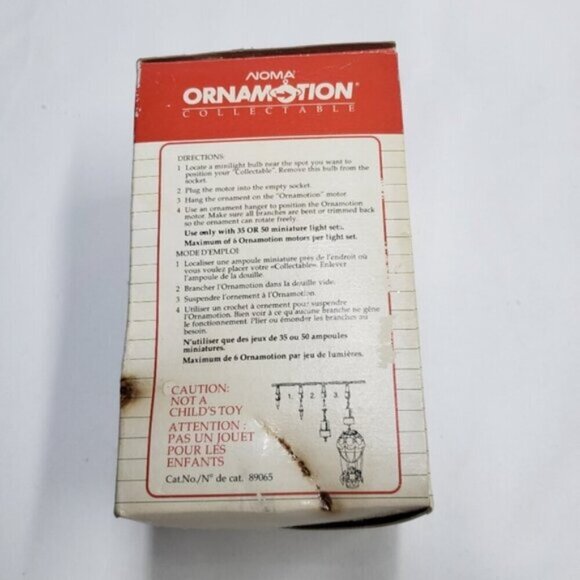 NOMA
ORNAMOTION®
COLLECTABLE
DIRECTIONS:
1 Locate a minilight bulb near the spot you want to
position your "Collectable". Remove this bulb from the
socket.
2 Plug the motor into the empty socket.
3 Hang the ornament on the "Ornamotion" motor.
4 Use an ornament hanger to position the Ornamotion
motor. Make sure all branches are bent or trimmed back
so the ornament can rotate freely.
Use only with 35 OR 50 miniature light sets.
Maximum of 6 Ornamotion motors per light set.
MODE D'EMPLOI
1 Localiser une ampoule miniature près de l'endroit où
vous voulez placer votre «Collectable». Enlever
l'ampoule de la douille.
2 Brancher l'Ornamotion dans la douille vide.
3 Suspendre l'ornement à l'Ornamotion.
4 Utiliser un crochet à ornement pour suspendre
l'Ornamotion. Bien voir à ce qu'aucune branche ne gêne
le fonctionnement. Plier ou émonder les branches au
besoin.
N'utiliser que des jeux de 35 ou 50 ampoules
miniatures.
Maximum de 6 Ornamotion par jeu de lumières.
CAUTION:
NOT A
CHILD'S TOY
ATTENTION :
PAS UN JOUET
POUR LES
ENFANTS
1. 2. 3.
Cat.No./N° de cat. 89065